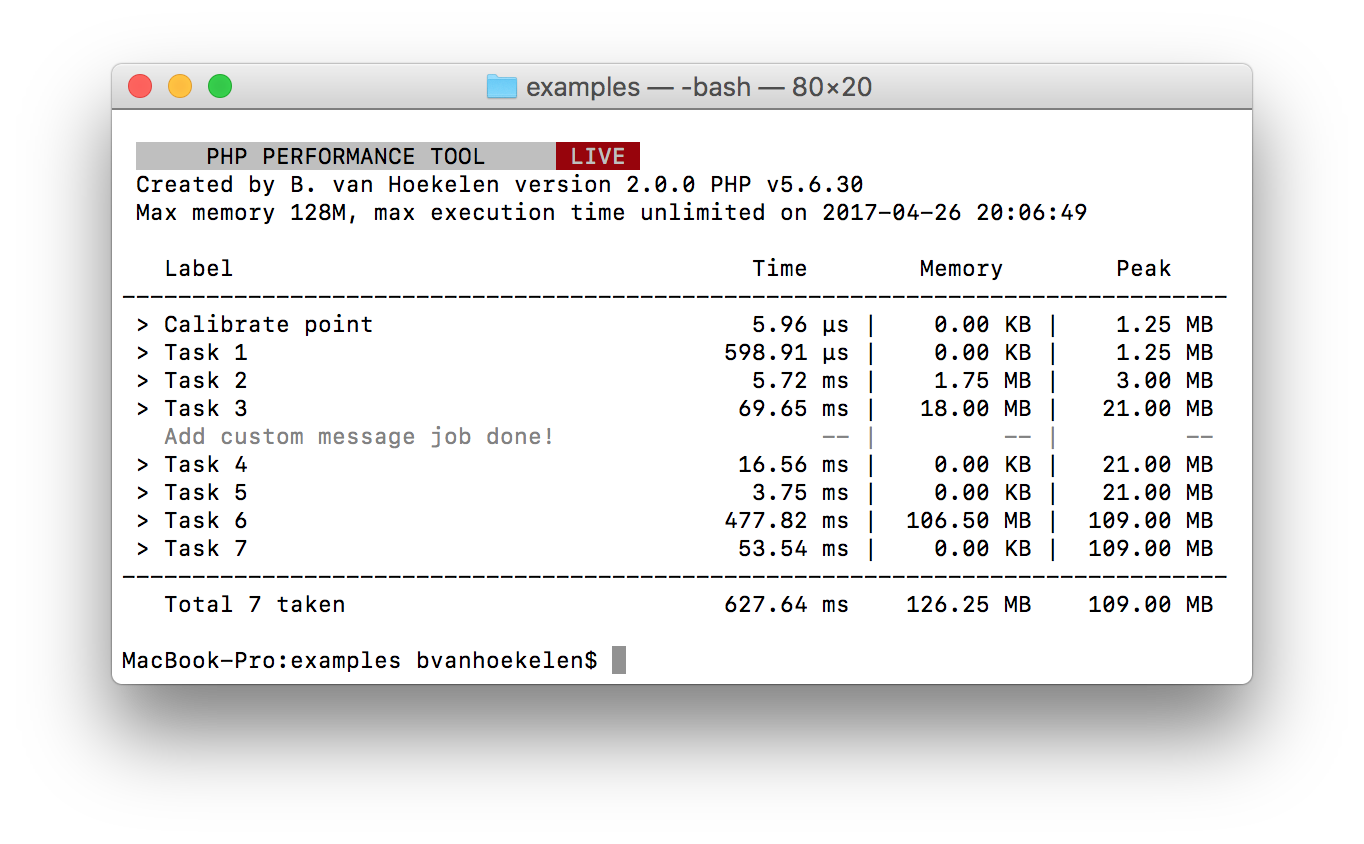 examples — -bash — 80×20
PHP PERFORMANCE TOOL LIVE
Created by B. van Hoekelen version 2.0.0 PHP v5.6.30
Max memory 128M, max execution time unlimited on 2017-04-26 20:06:49
Label Time Memory Peak
> Calibrate point 5.96 µs | 0.00 KB | 1.25 MB
> Task 1 598.91 µs | 0.00 KB | 1.25 MB
> Task 2 5.72 ms | 1.75 MB | 3.00 MB
> Task 3 69.65 ms | 18.00 MB | 21.00 MB
Add custom message job done! -- | -- | --
> Task 4 16.56 ms | 0.00 KB | 21.00 MB
> Task 5 3.75 ms | 0.00 KB | 21.00 MB
> Task 6 477.82 ms | 106.50 MB | 109.00 MB
> Task 7 53.54 ms | 0.00 KB | 109.00 MB
Total 7 taken 627.64 ms 126.25 MB 109.00 MB
MacBook-Pro:examples bvanhoekelen$